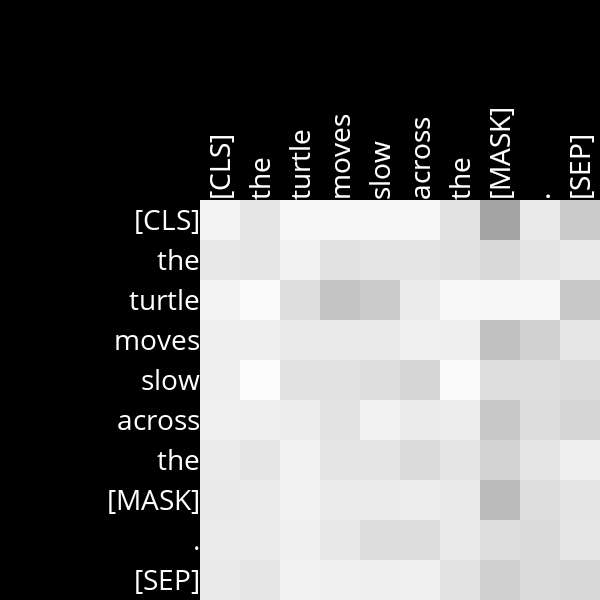 [CLS] the turtle moves slow across the [MASK] . [SEP]
[CLS]
the
turtle
moves
slow
across
the
[MASK]
.
[SEP]